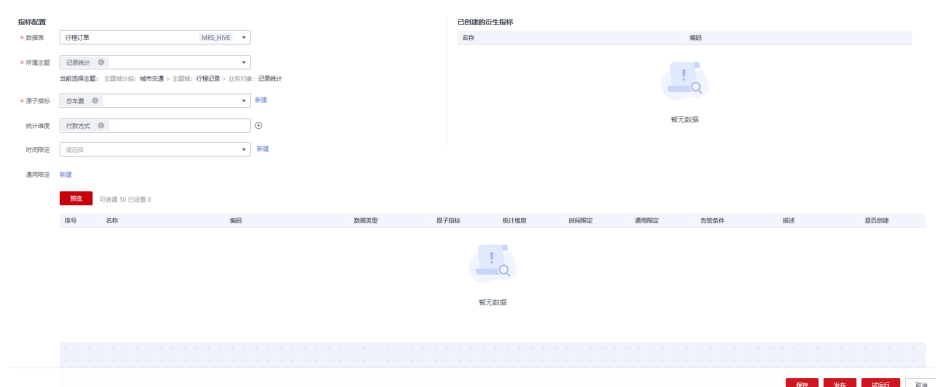 指标配置
* 数据表 行程订单 MRS_HIVE
* 所属主题 记录统计
当前选择主题： 主题域分组：城市交通 > 主题域：行程记录 > 业务对象：记录统计
* 原子指标 总车费 新建
统计维度 付款方式
时间限定 请选择 新建
通用限定 新建
已创建的衍生指标
名称 编码
暂无数据
预览 可创建 50 已设置 0
序号 名称 编码 数据类型 原子指标 统计维度 时间限定 通用限定 告警条件 描述 是否创建
暂无数据
保存 发布 试运行 取消